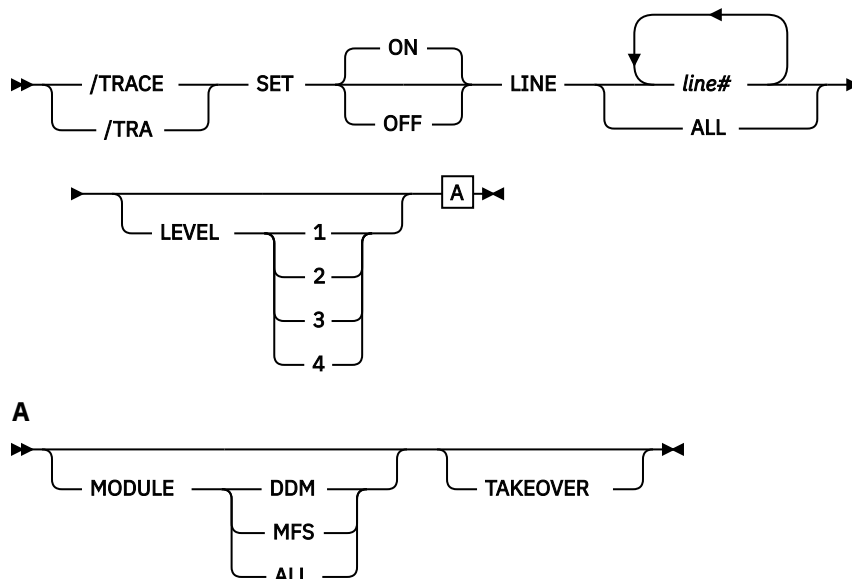 ON
/TRACE SET LINE line#
/TRA OFF ALL
A
LEVEL 1
2
3
4
A
MODULE DDM TAKEOVER
MFS
ALL